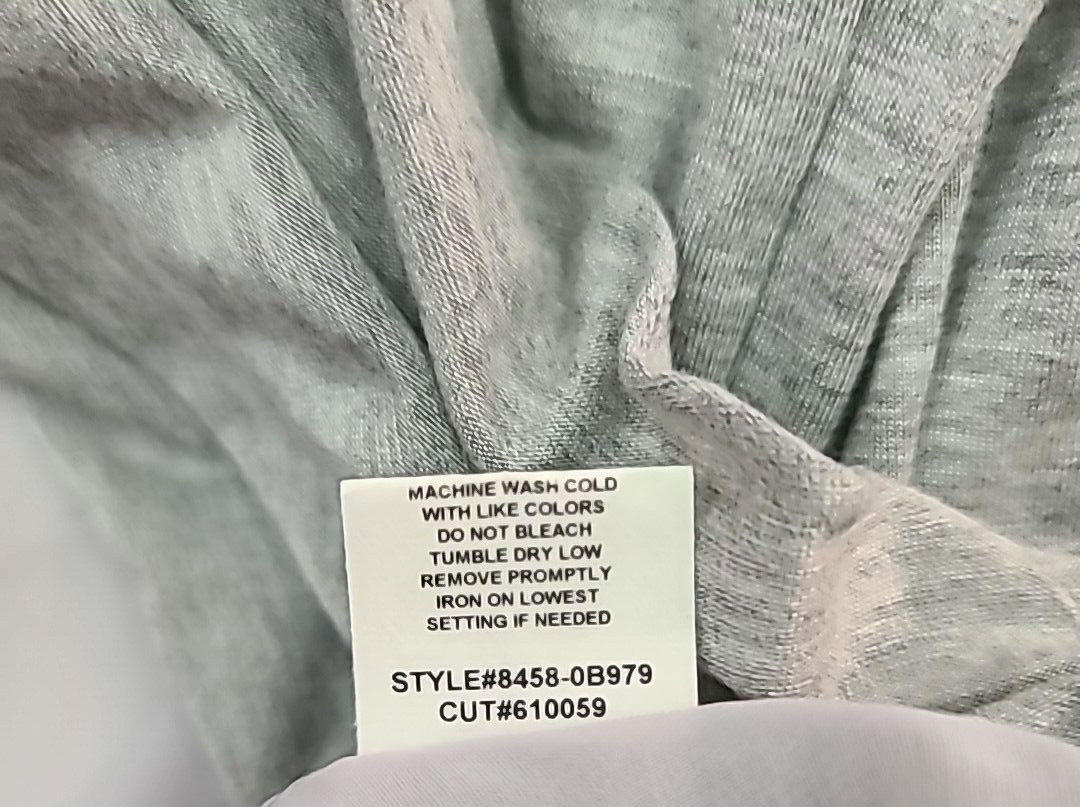 MACHINE WASH COLD
WITH LIKE COLORS
DO NOT BLEACH
TUMBLE DRY LOW
REMOVE PROMPTLY
IRON ON LOWEST
SETTING IF NEEDED
STYLE#8458-0B979
CUT#610059